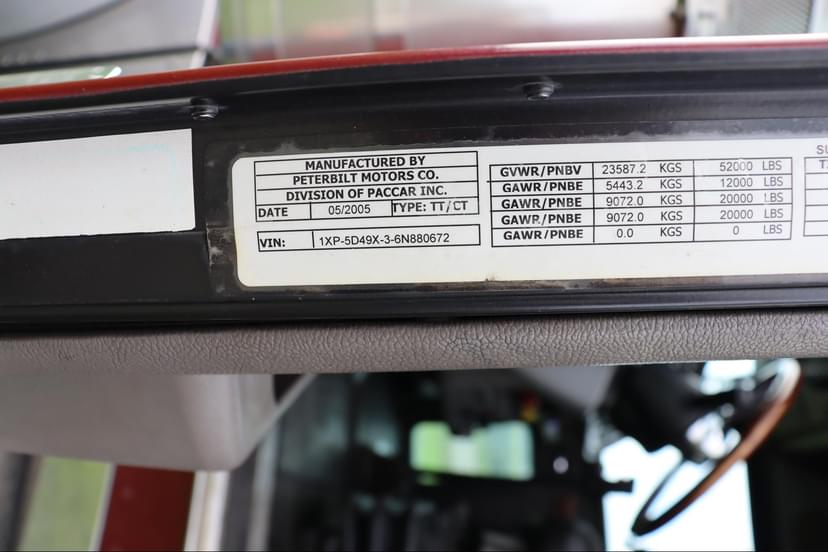 MANUFACTURED BY
PETERBILT MOTORS CO.
DIVISION OF PACCAR INC.
DATE 05/2005 TYPE: TT/CT
VIN: 1XP-5D49X-3-6N880672
GVWR/PNBV 23587.2 KGS 52000 LBS
GAWR/PNBE 5443.2 KGS 12000 LBS
GAWR/PNBE 9072.0 KGS 20000 LBS
GAWR/PNBE 9072.0 KGS 20000 LBS
GAWR/PNBE 0.0 KGS 0 LBS